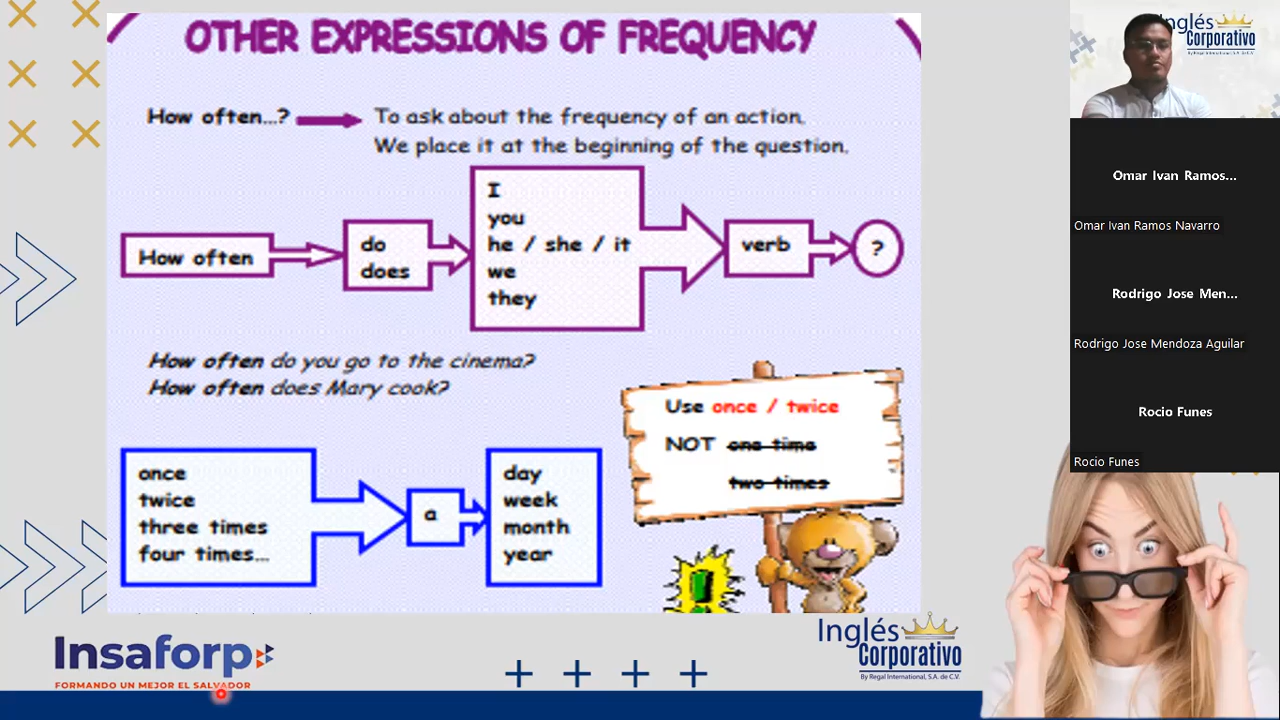 OTHER EXPRESSIONS OF FREQUENCY
How often...?
To ask about the frequency of an action.
We place it at the beginning of the question.
How often
do
does
I
you
he / she / it
we
they
verb
?
How often do you go to the cinema?
How often does Mary cook?
once
twice
three times
four times...
a
day
week
month
year
Use once / twice
NOT one time
two times
Insaforp
FORMANDO UN MEJOR EL SALVADOR
Inglés
Corporativo
By Regal International, S.A. de C.V.
Inglés
Corporativo
By Regal International, S.A. de C.V.
Omar Ivan Ramos...
Omar Ivan Ramos Navarro
Rodrigo Jose Men...
Rodrigo Jose Mendoza Aguilar
Rocio Funes
Rocio Funes